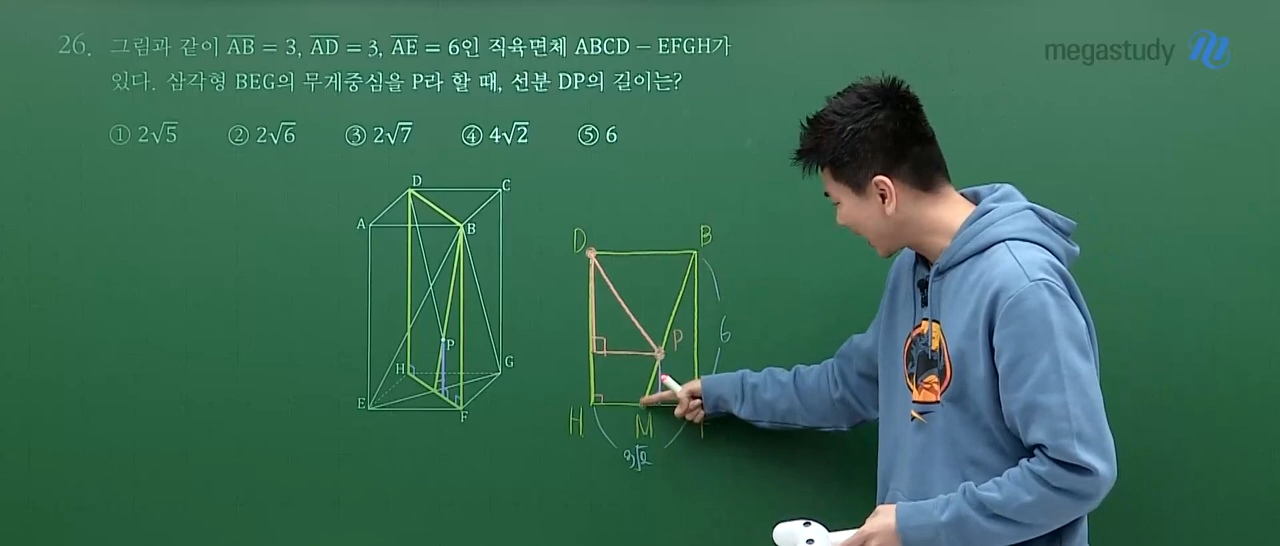 megastudy
26. 그림과 같이 AB = 3, AD = 3, AE = 6인 직육면체 ABCD - EFGH가
있다. 삼각형 BEG의 무게중심을 P라 할 때, 선분 DP의 길이는?
① 2√5 ② 2√6 ③ 2√7 ④ 4√2 ⑤ 6
D
C
A
B
P
H
G
E
F
D
B
P
6
H
M
3√2